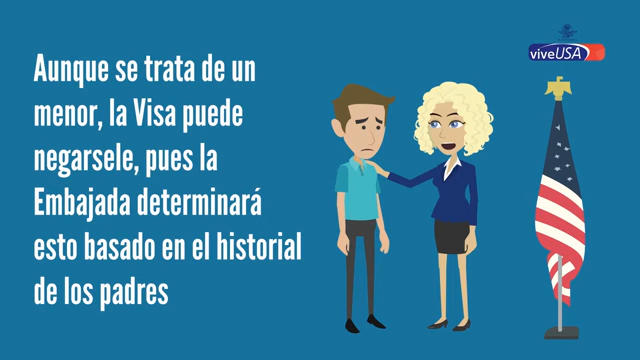 viveUSA
Aunque se trata de un
menor, la Visa puede
negarsele, pues la
Embajada determinará
esto basado en el historial
de los padres